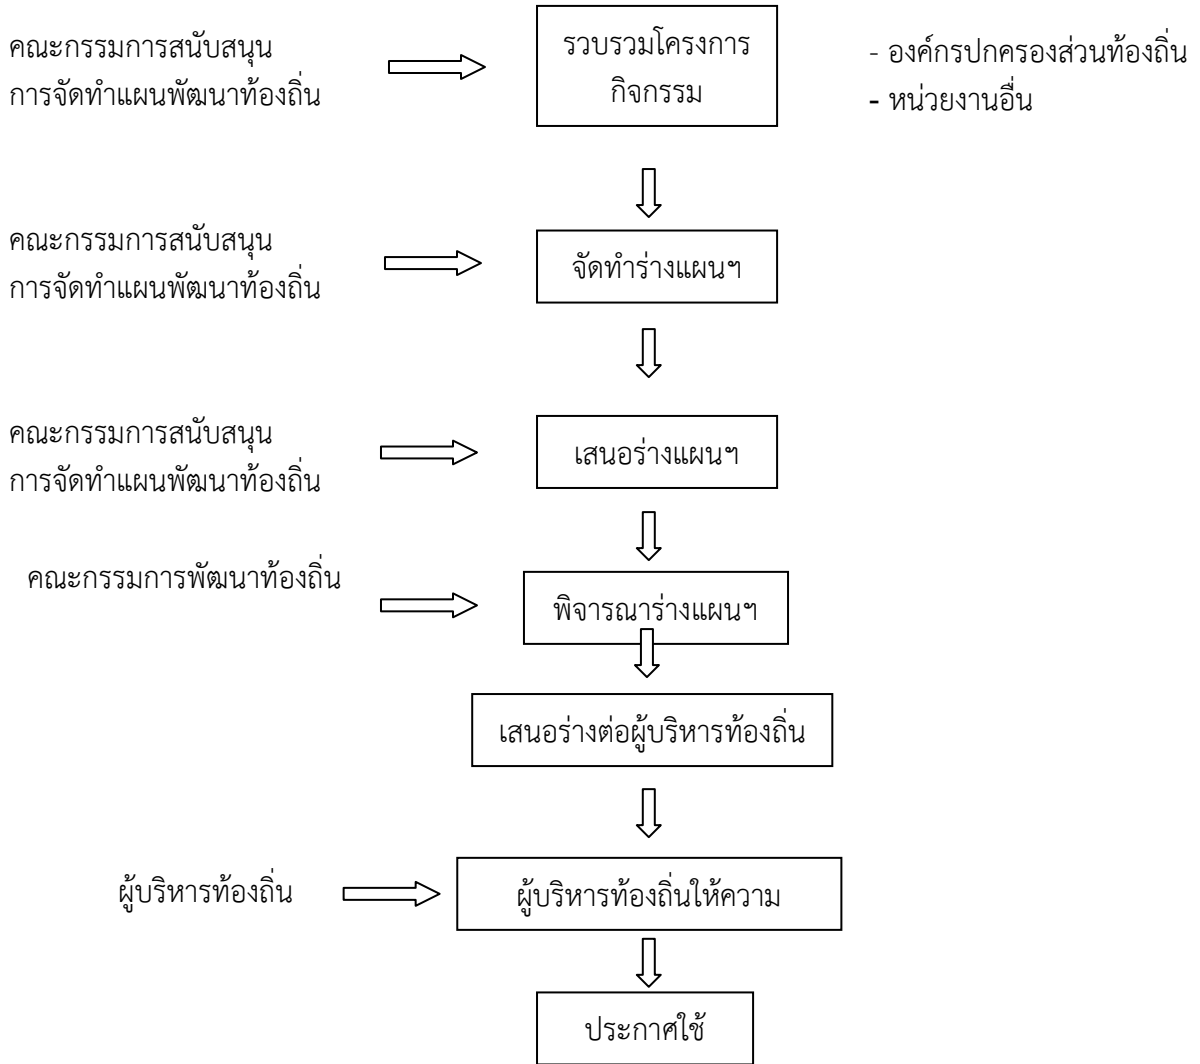 คณะกรรมการสนับสนุน
การจัดทำแผนพัฒนาท้องถิ่น
รวบรวมโครงการ
กิจกรรม
- องค์กรปกครองส่วนท้องถิ่น
- หน่วยงานอื่น
คณะกรรมการสนับสนุน
การจัดทำแผนพัฒนาท้องถิ่น
จัดทำร่างแผนฯ
คณะกรรมการสนับสนุน
การจัดทำแผนพัฒนาท้องถิ่น
เสนอร่างแผนฯ
คณะกรรมการพัฒนาท้องถิ่น
พิจารณาร่างแผนฯ
เสนอร่างต่อผู้บริหารท้องถิ่น
ผู้บริหารท้องถิ่น
ผู้บริหารท้องถิ่นให้ความ
ประกาศใช้